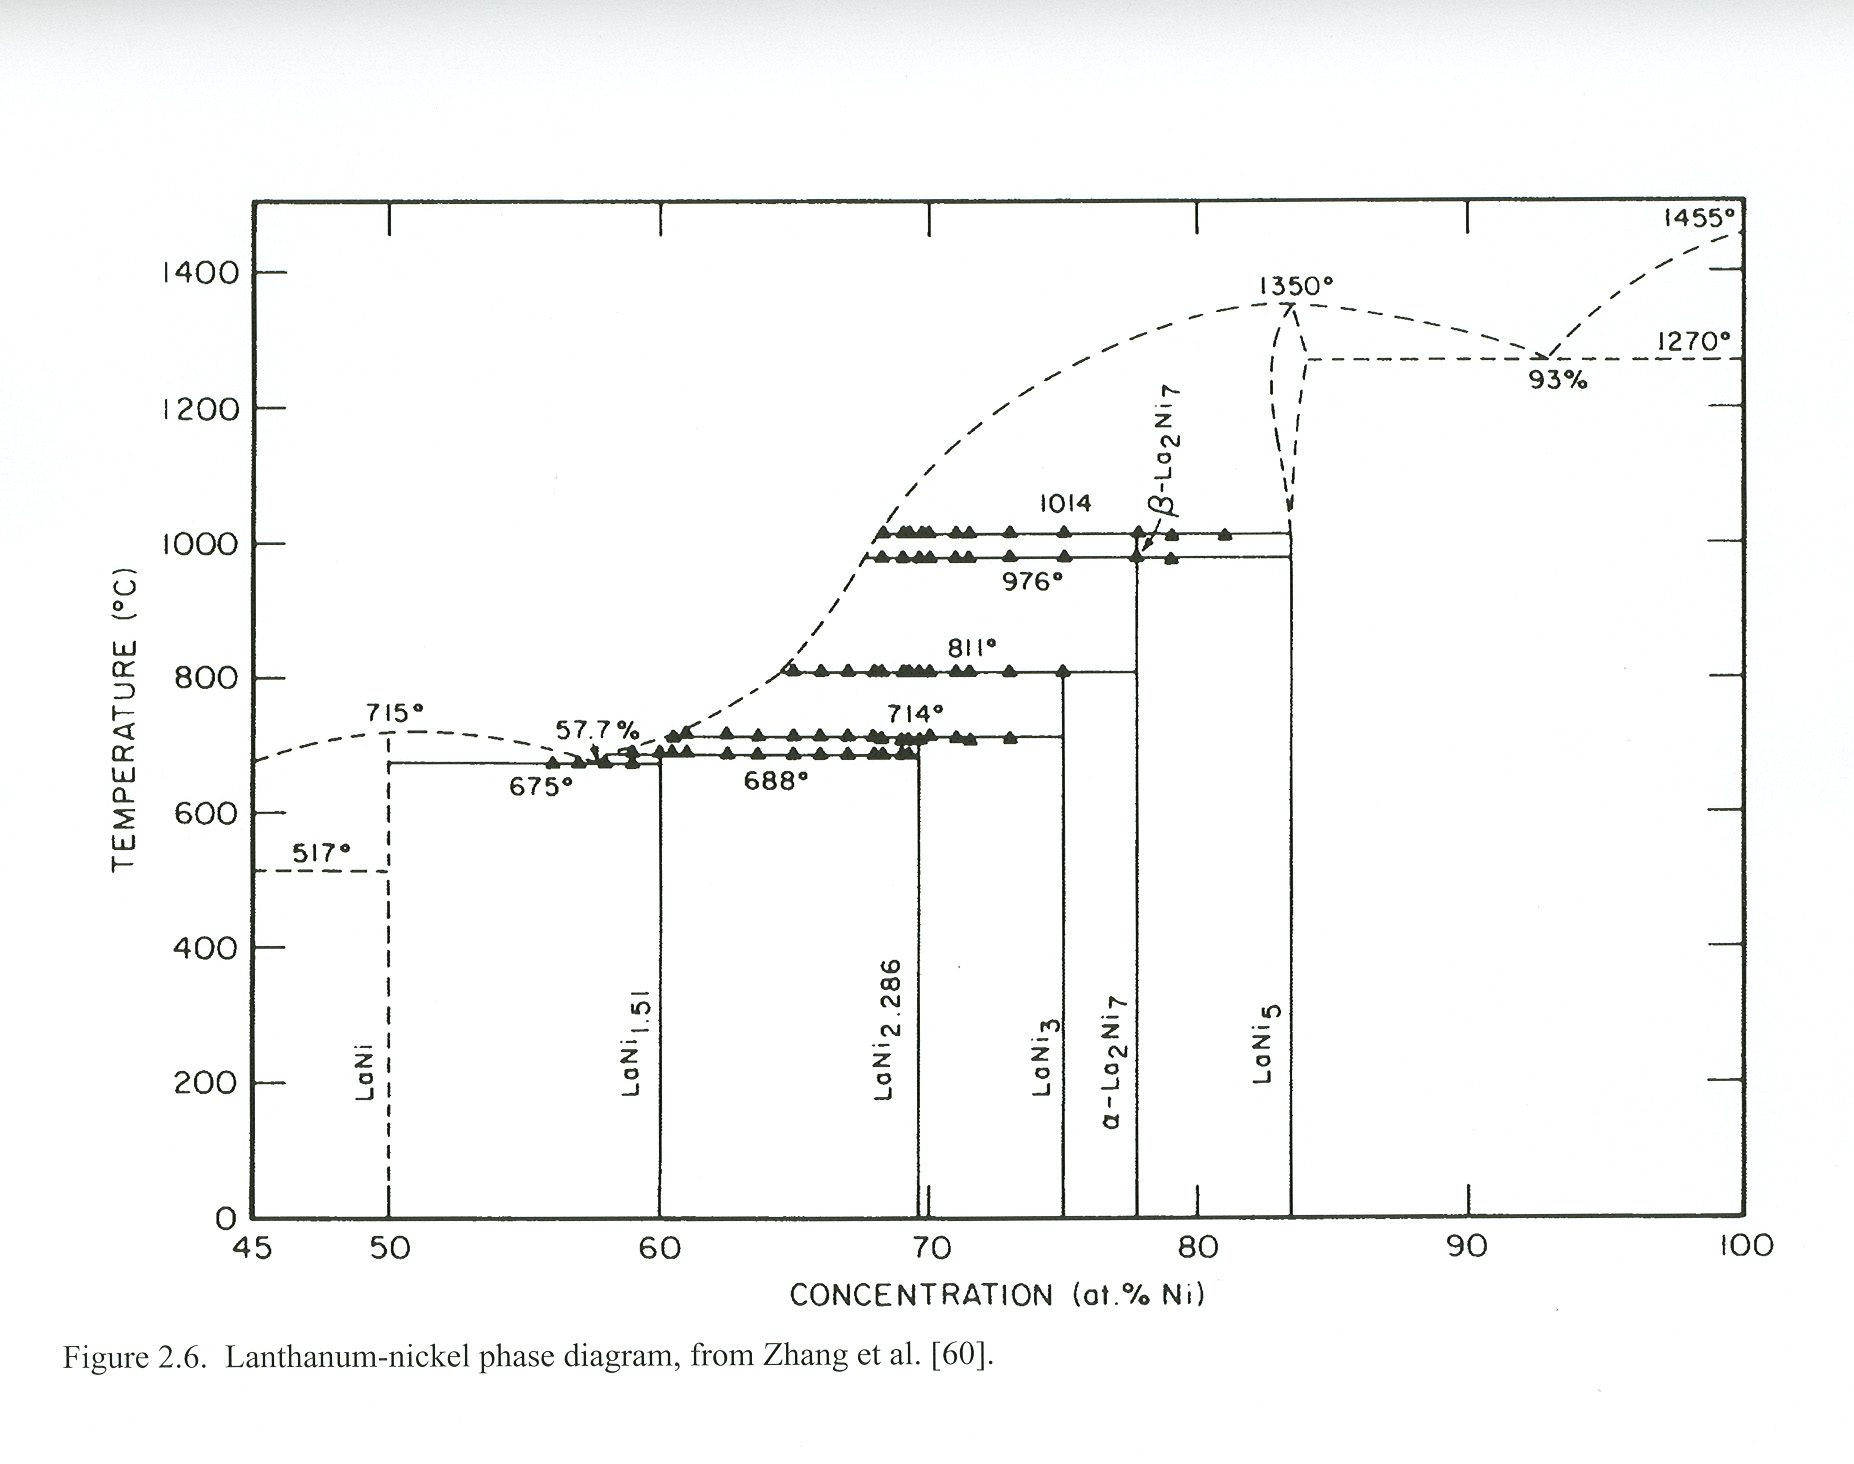 1455°
1400
1350°
1270°
93%
1200
β-La2Ni7
1014
1000
976°
811°
800
715°
57.7%
714°
675°
688°
600
517°
400
200
0
LaNi
LaNi1.51
LaNi2.286
LaNi3
α-La2Ni7
LaNi5
TEMPERATURE (°C)
45 50 60 70 80 90 100
CONCENTRATION (at.% Ni)
Figure 2.6. Lanthanum-nickel phase diagram, from Zhang et al. [60].